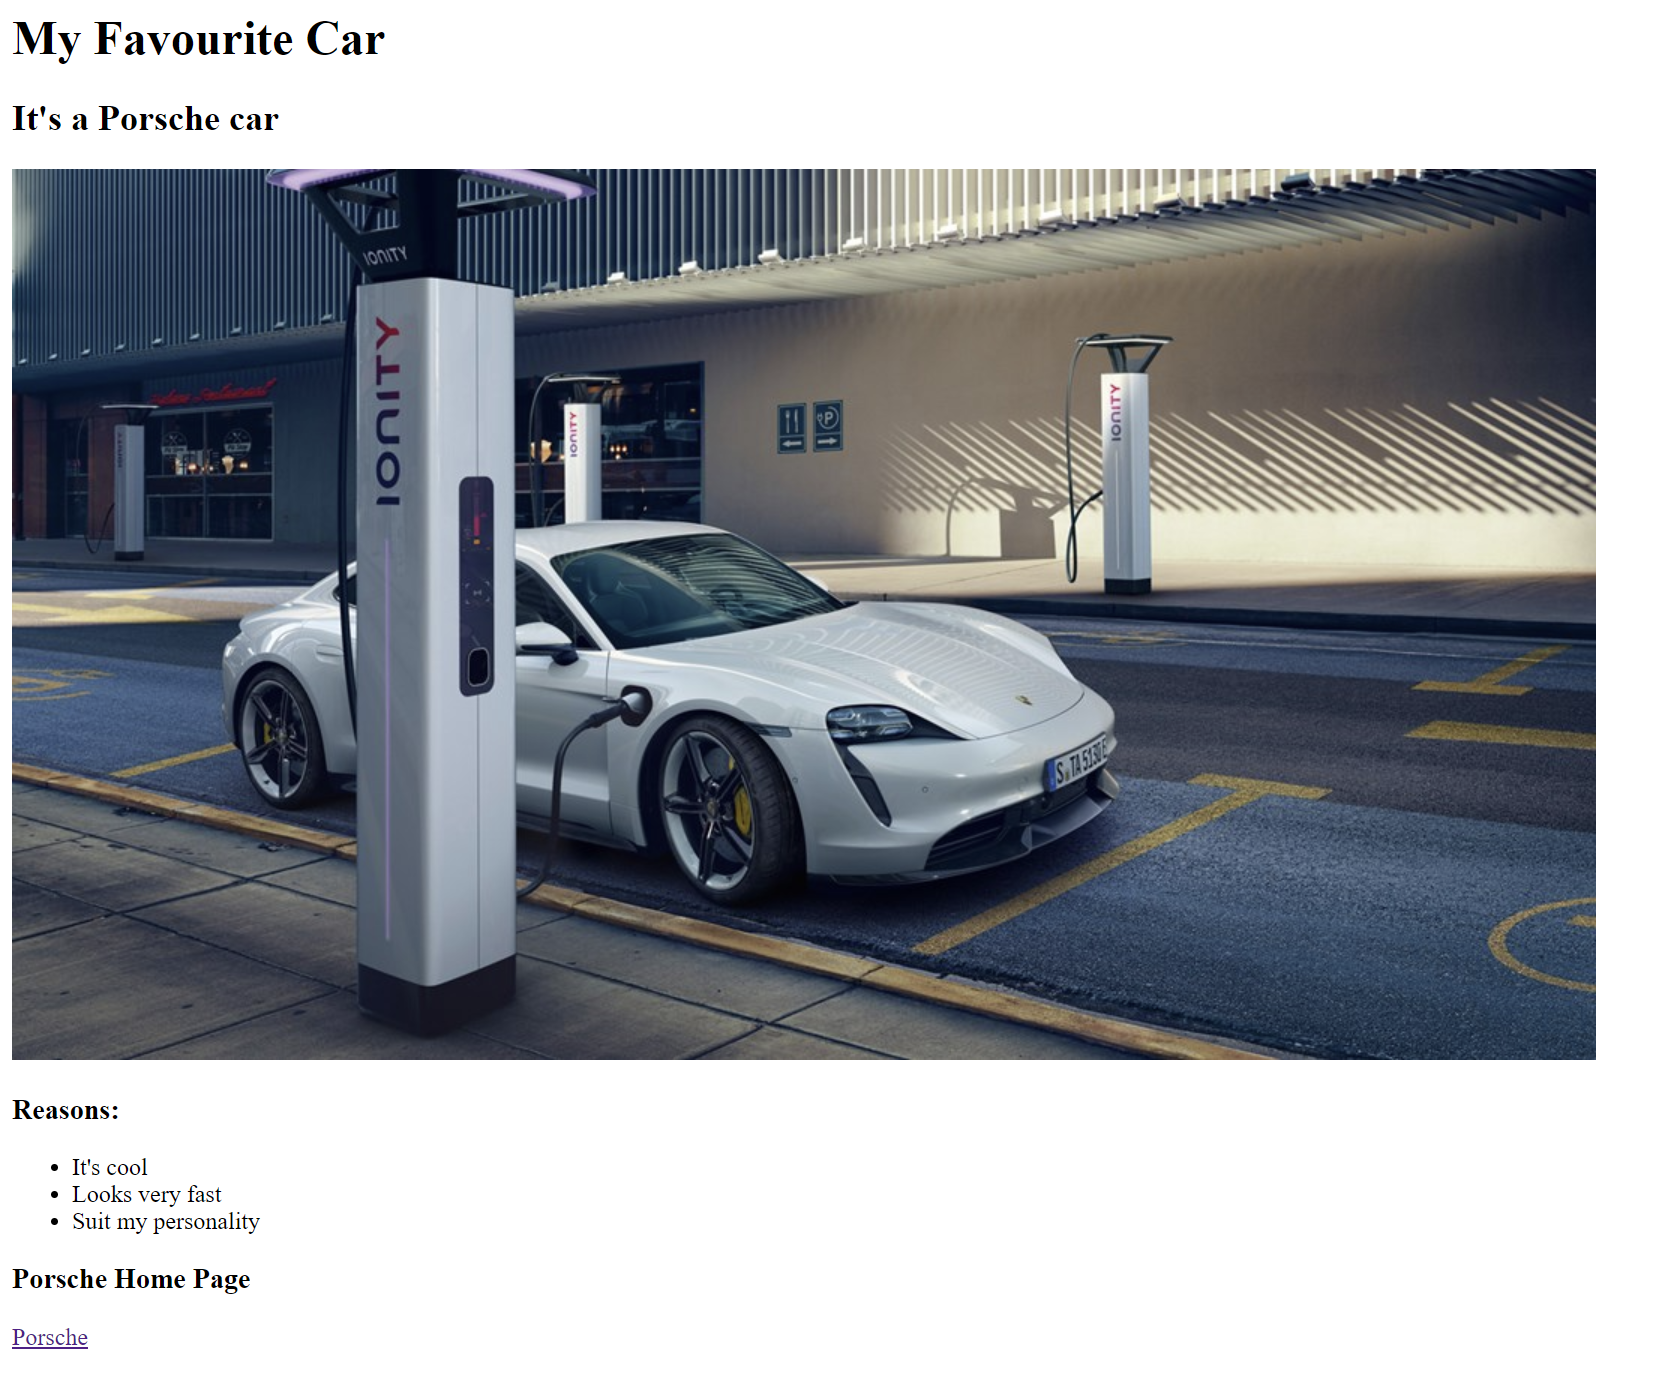 My Favourite Car
It's a Porsche car
IONITY
IONITY
IONITY
IONITY
P
S TA 5130 E
Reasons:
It's cool
Looks very fast
Suit my personality
Porsche Home Page
Porsche